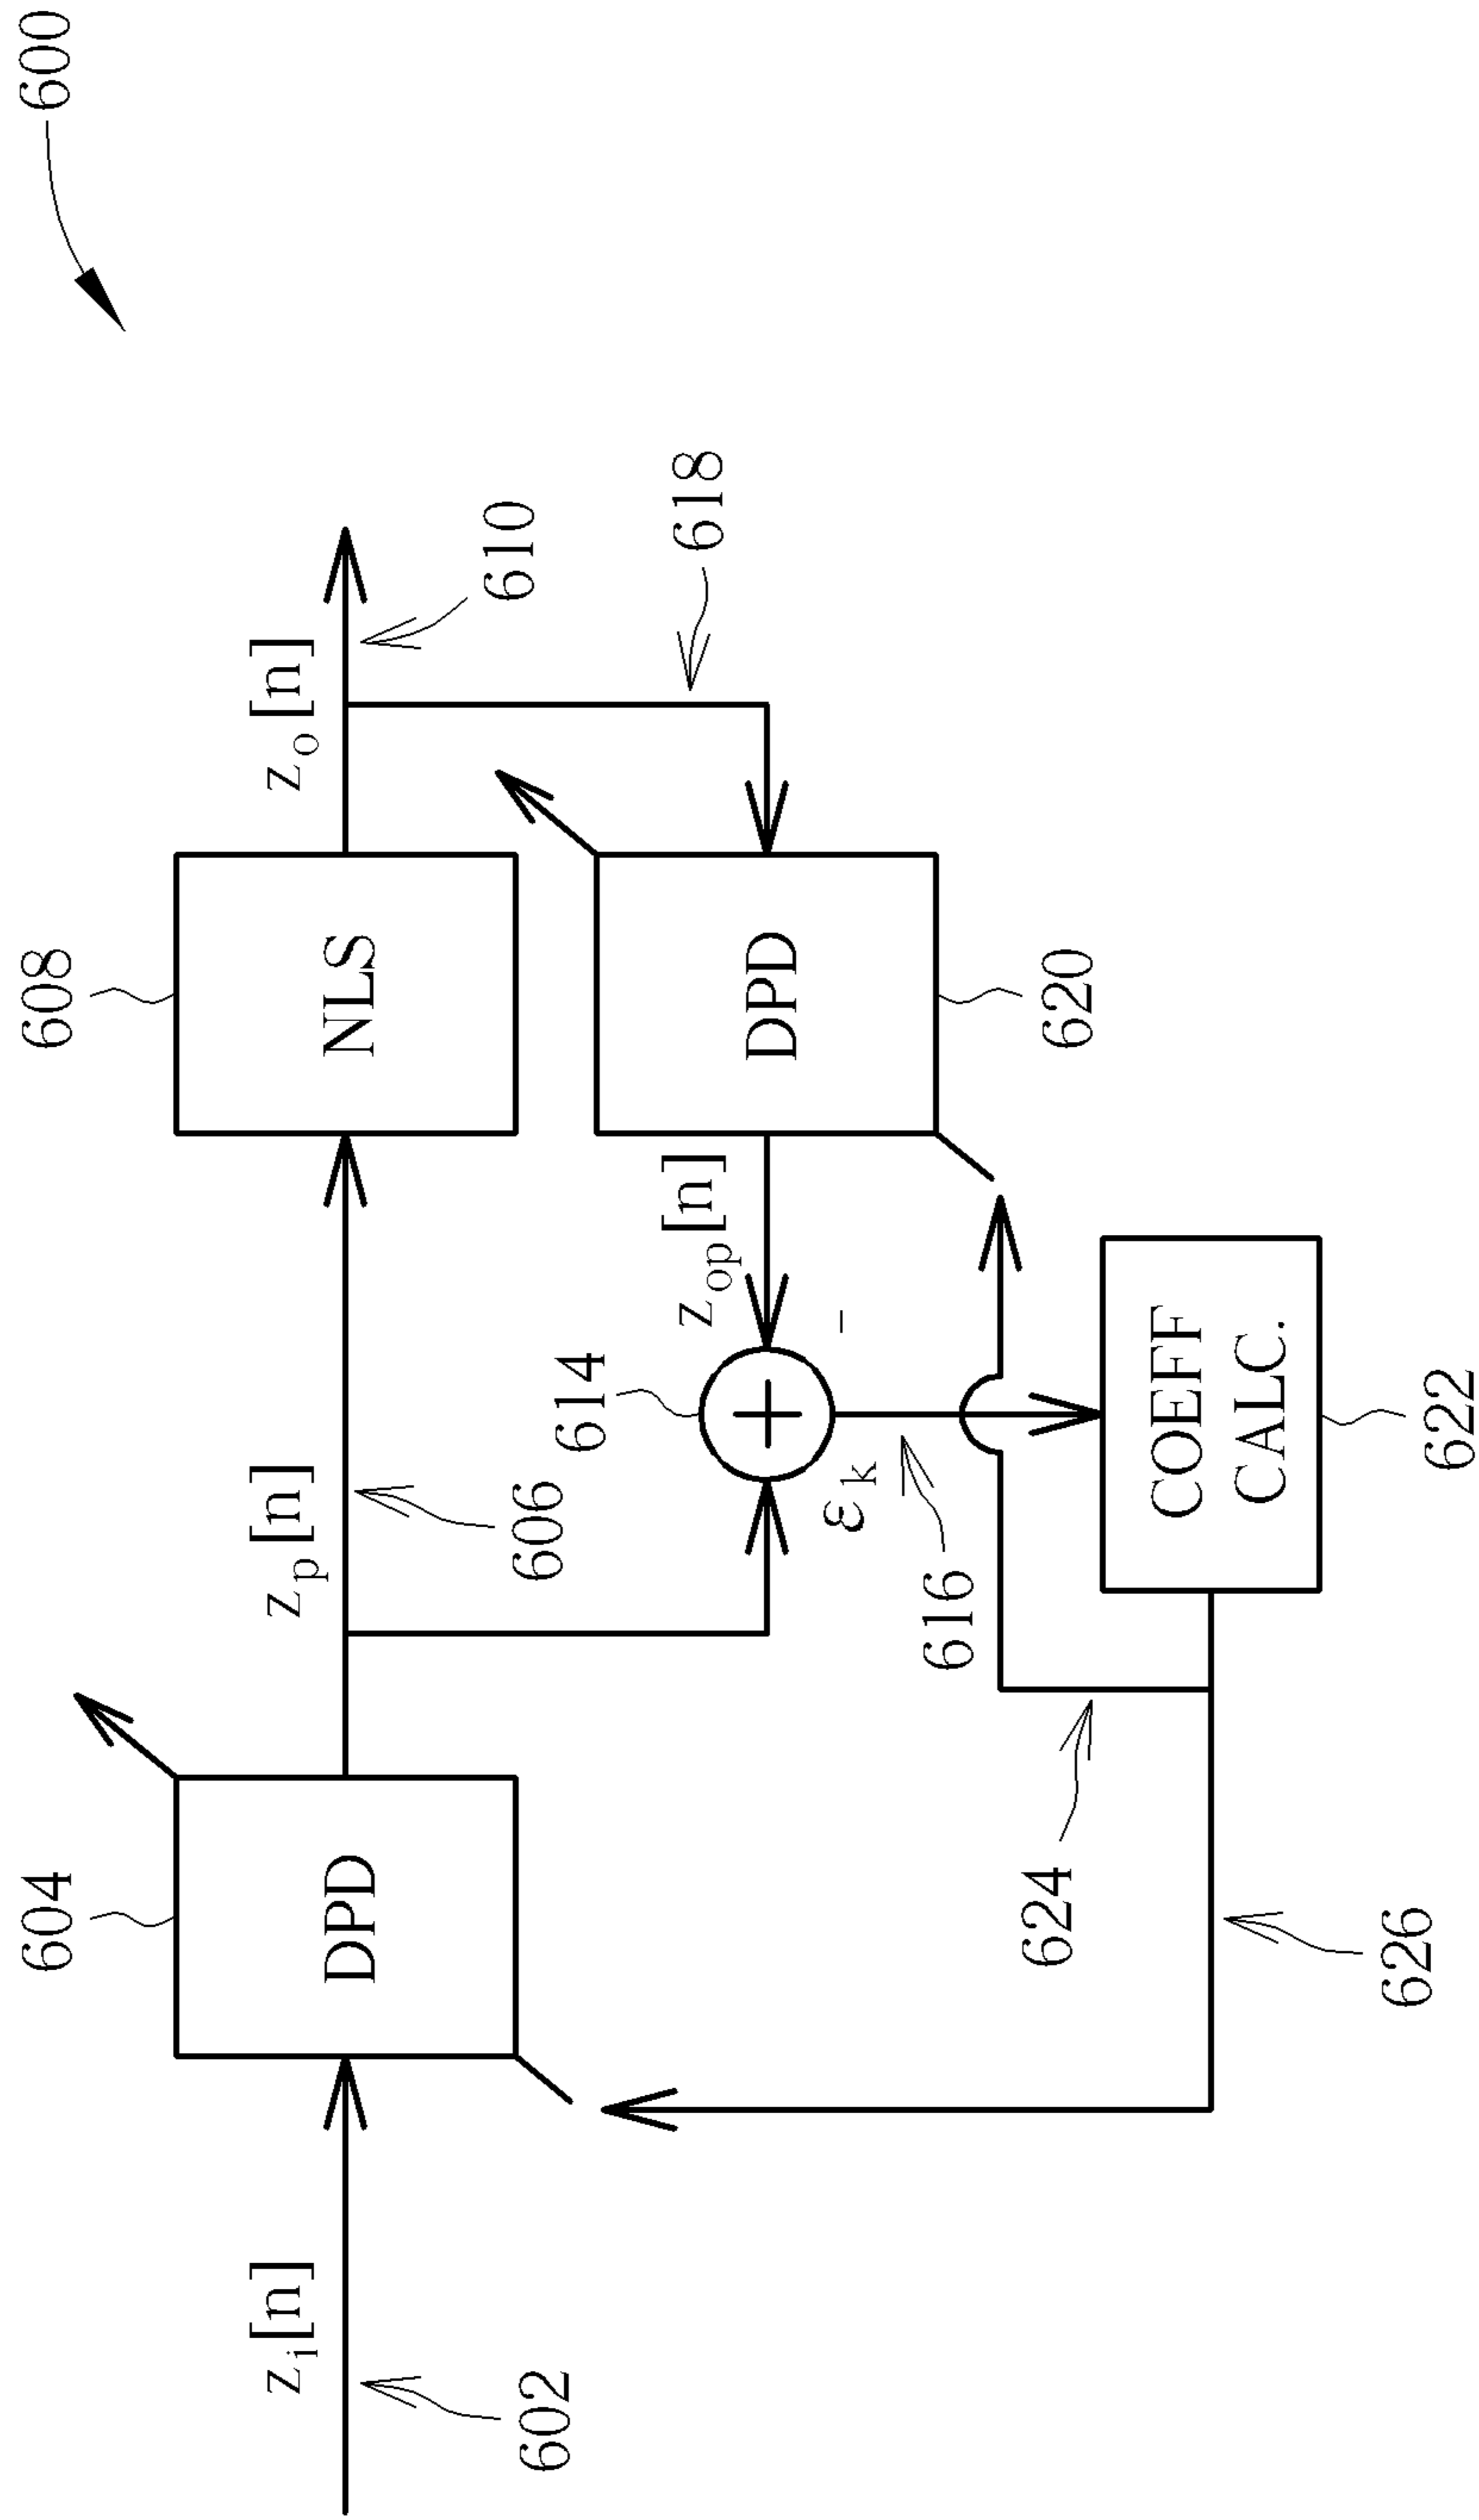 600
604
608
z_i[n]
DPD
z_p[n]
NLS
z_o[n]
602
606
610
614
z_op[n]
618
DPD
ε_k
−
616
620
624
COEFF
CALC.
626
622